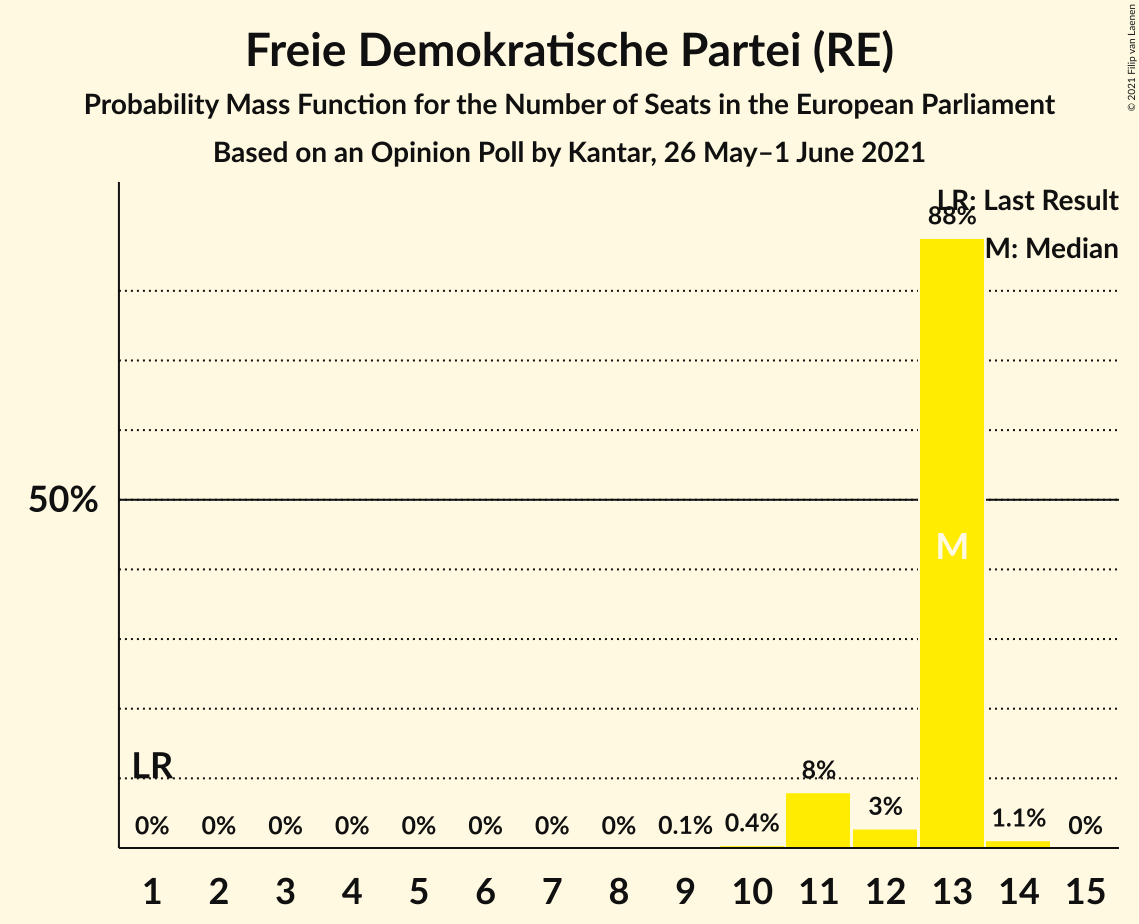 Freie Demokratische Partei (RE)
Probability Mass Function for the Number of Seats in the European Parliament
Based on an Opinion Poll by Kantar, 26 May–1 June 2021
© 2021 Filip van Laenen
LR: Last Result
M: Median
88%
50%
M
LR
8%
3%
0% 0% 0% 0% 0% 0% 0% 0% 0.1% 0.4% 1.1% 0%
1 2 3 4 5 6 7 8 9 10 11 12 13 14 15